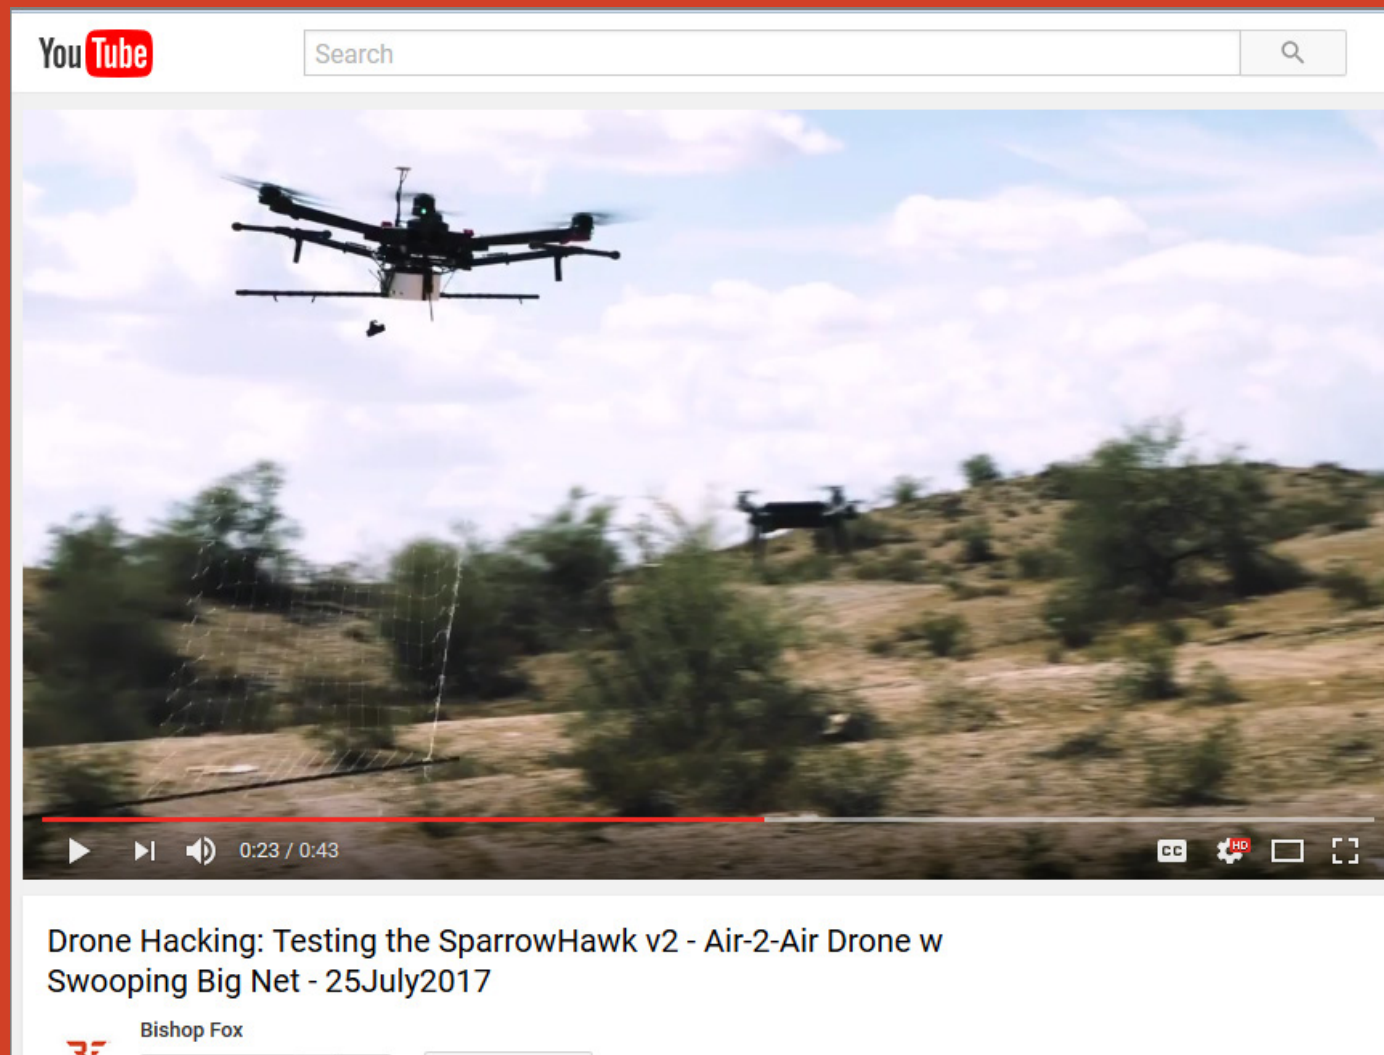 YouTube
Search
0:23 / 0:43
CC
HD
Drone Hacking: Testing the SparrowHawk v2 - Air-2-Air Drone w
Swooping Big Net - 25July2017
Bishop Fox